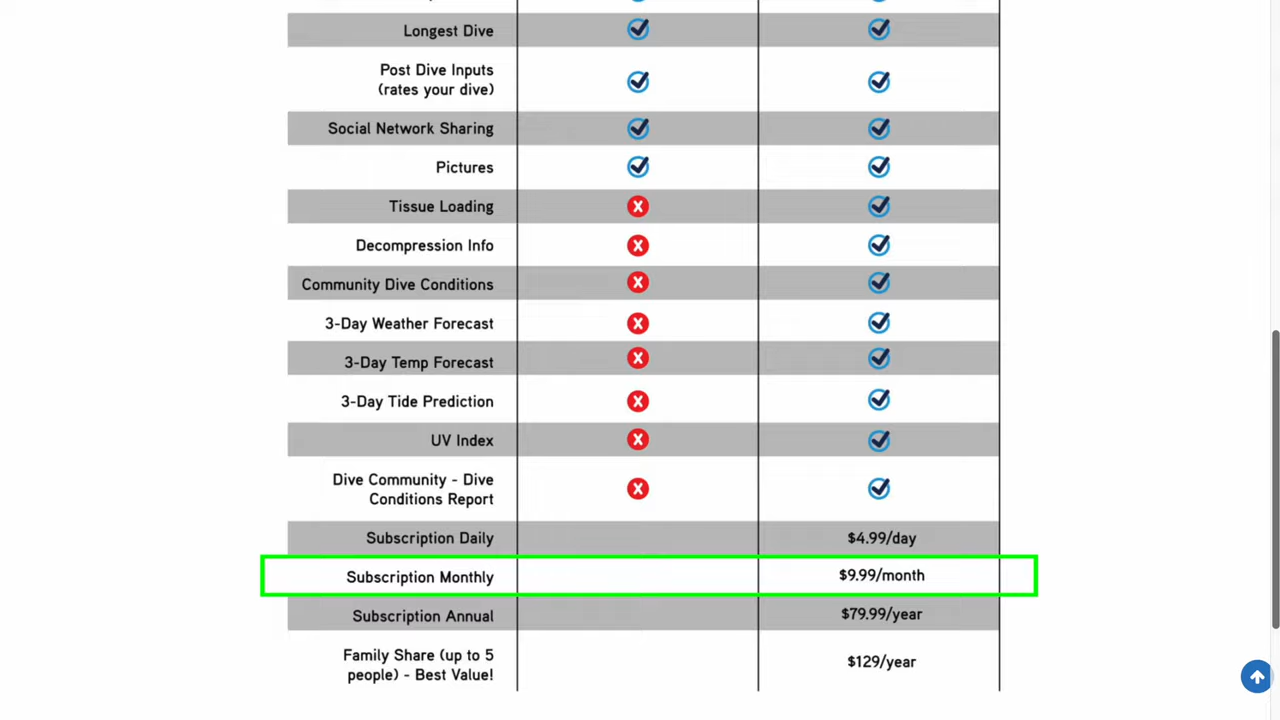 Longest Dive
Post Dive Inputs
(rates your dive)
Social Network Sharing
Pictures
Tissue Loading
Decompression Info
Community Dive Conditions
3-Day Weather Forecast
3-Day Temp Forecast
3-Day Tide Prediction
UV Index
Dive Community - Dive
Conditions Report
Subscription Daily $4.99/day
Subscription Monthly $9.99/month
Subscription Annual $79.99/year
Family Share (up to 5
people) - Best Value! $129/year